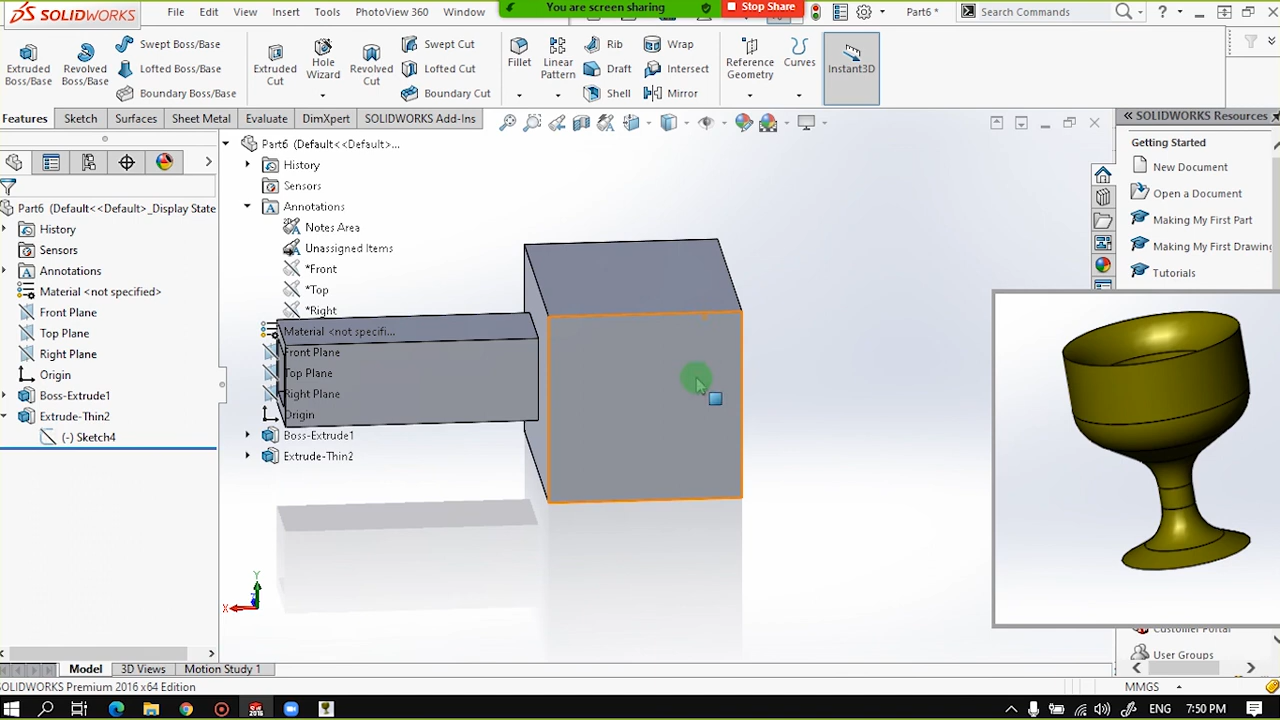 SOLIDWORKS
File Edit View Insert Tools PhotoView 360 Window
You are screen sharing
Stop Share
Part6 *
Search Commands
Extruded Boss/Base
Revolved Boss/Base
Swept Boss/Base
Lofted Boss/Base
Boundary Boss/Base
Extruded Cut
Hole Wizard
Revolved Cut
Swept Cut
Lofted Cut
Boundary Cut
Fillet
Linear Pattern
Rib
Draft
Shell
Wrap
Intersect
Mirror
Reference Geometry
Curves
Instant3D
Features Sketch Surfaces Sheet Metal Evaluate DimXpert SOLIDWORKS Add-Ins
Part6 (Default<<Default>_Display State
History
Sensors
Annotations
Material <not specified>
Front Plane
Top Plane
Right Plane
Origin
Boss-Extrude1
Extrude-Thin2
(-) Sketch4
Part6 (Default<<Default>...
History
Sensors
Annotations
Notes Area
Unassigned Items
*Front
*Top
*Right
Material <not specifi...
Front Plane
Top Plane
Right Plane
Origin
Boss-Extrude1
Extrude-Thin2
Y
X
SOLIDWORKS Resources
Getting Started
New Document
Open a Document
Making My First Part
Making My First Drawing
Tutorials
User Groups
Model 3D Views Motion Study 1
SOLIDWORKS Premium 2016 x64 Edition
MMGS
ENG 7:50 PM